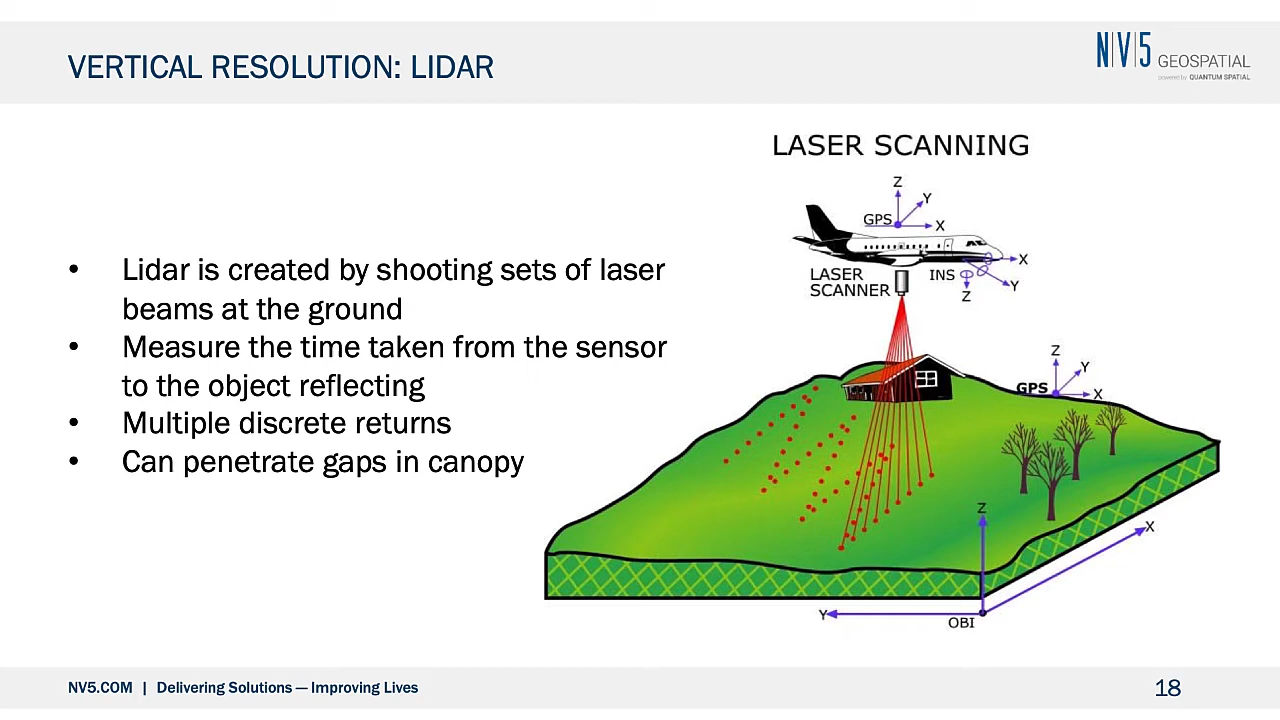 VERTICAL RESOLUTION: LIDAR
N|V|5 GEOSPATIAL
powered by QUANTUM SPATIAL
LASER SCANNING
• Lidar is created by shooting sets of laser
beams at the ground
• Measure the time taken from the sensor
to the object reflecting
• Multiple discrete returns
• Can penetrate gaps in canopy
Z
Y
GPS
X
LASER
SCANNER
INS
X
Y
Z
Z
Y
GPS
X
Z
X
Y
OBI
NV5.COM | Delivering Solutions — Improving Lives
18